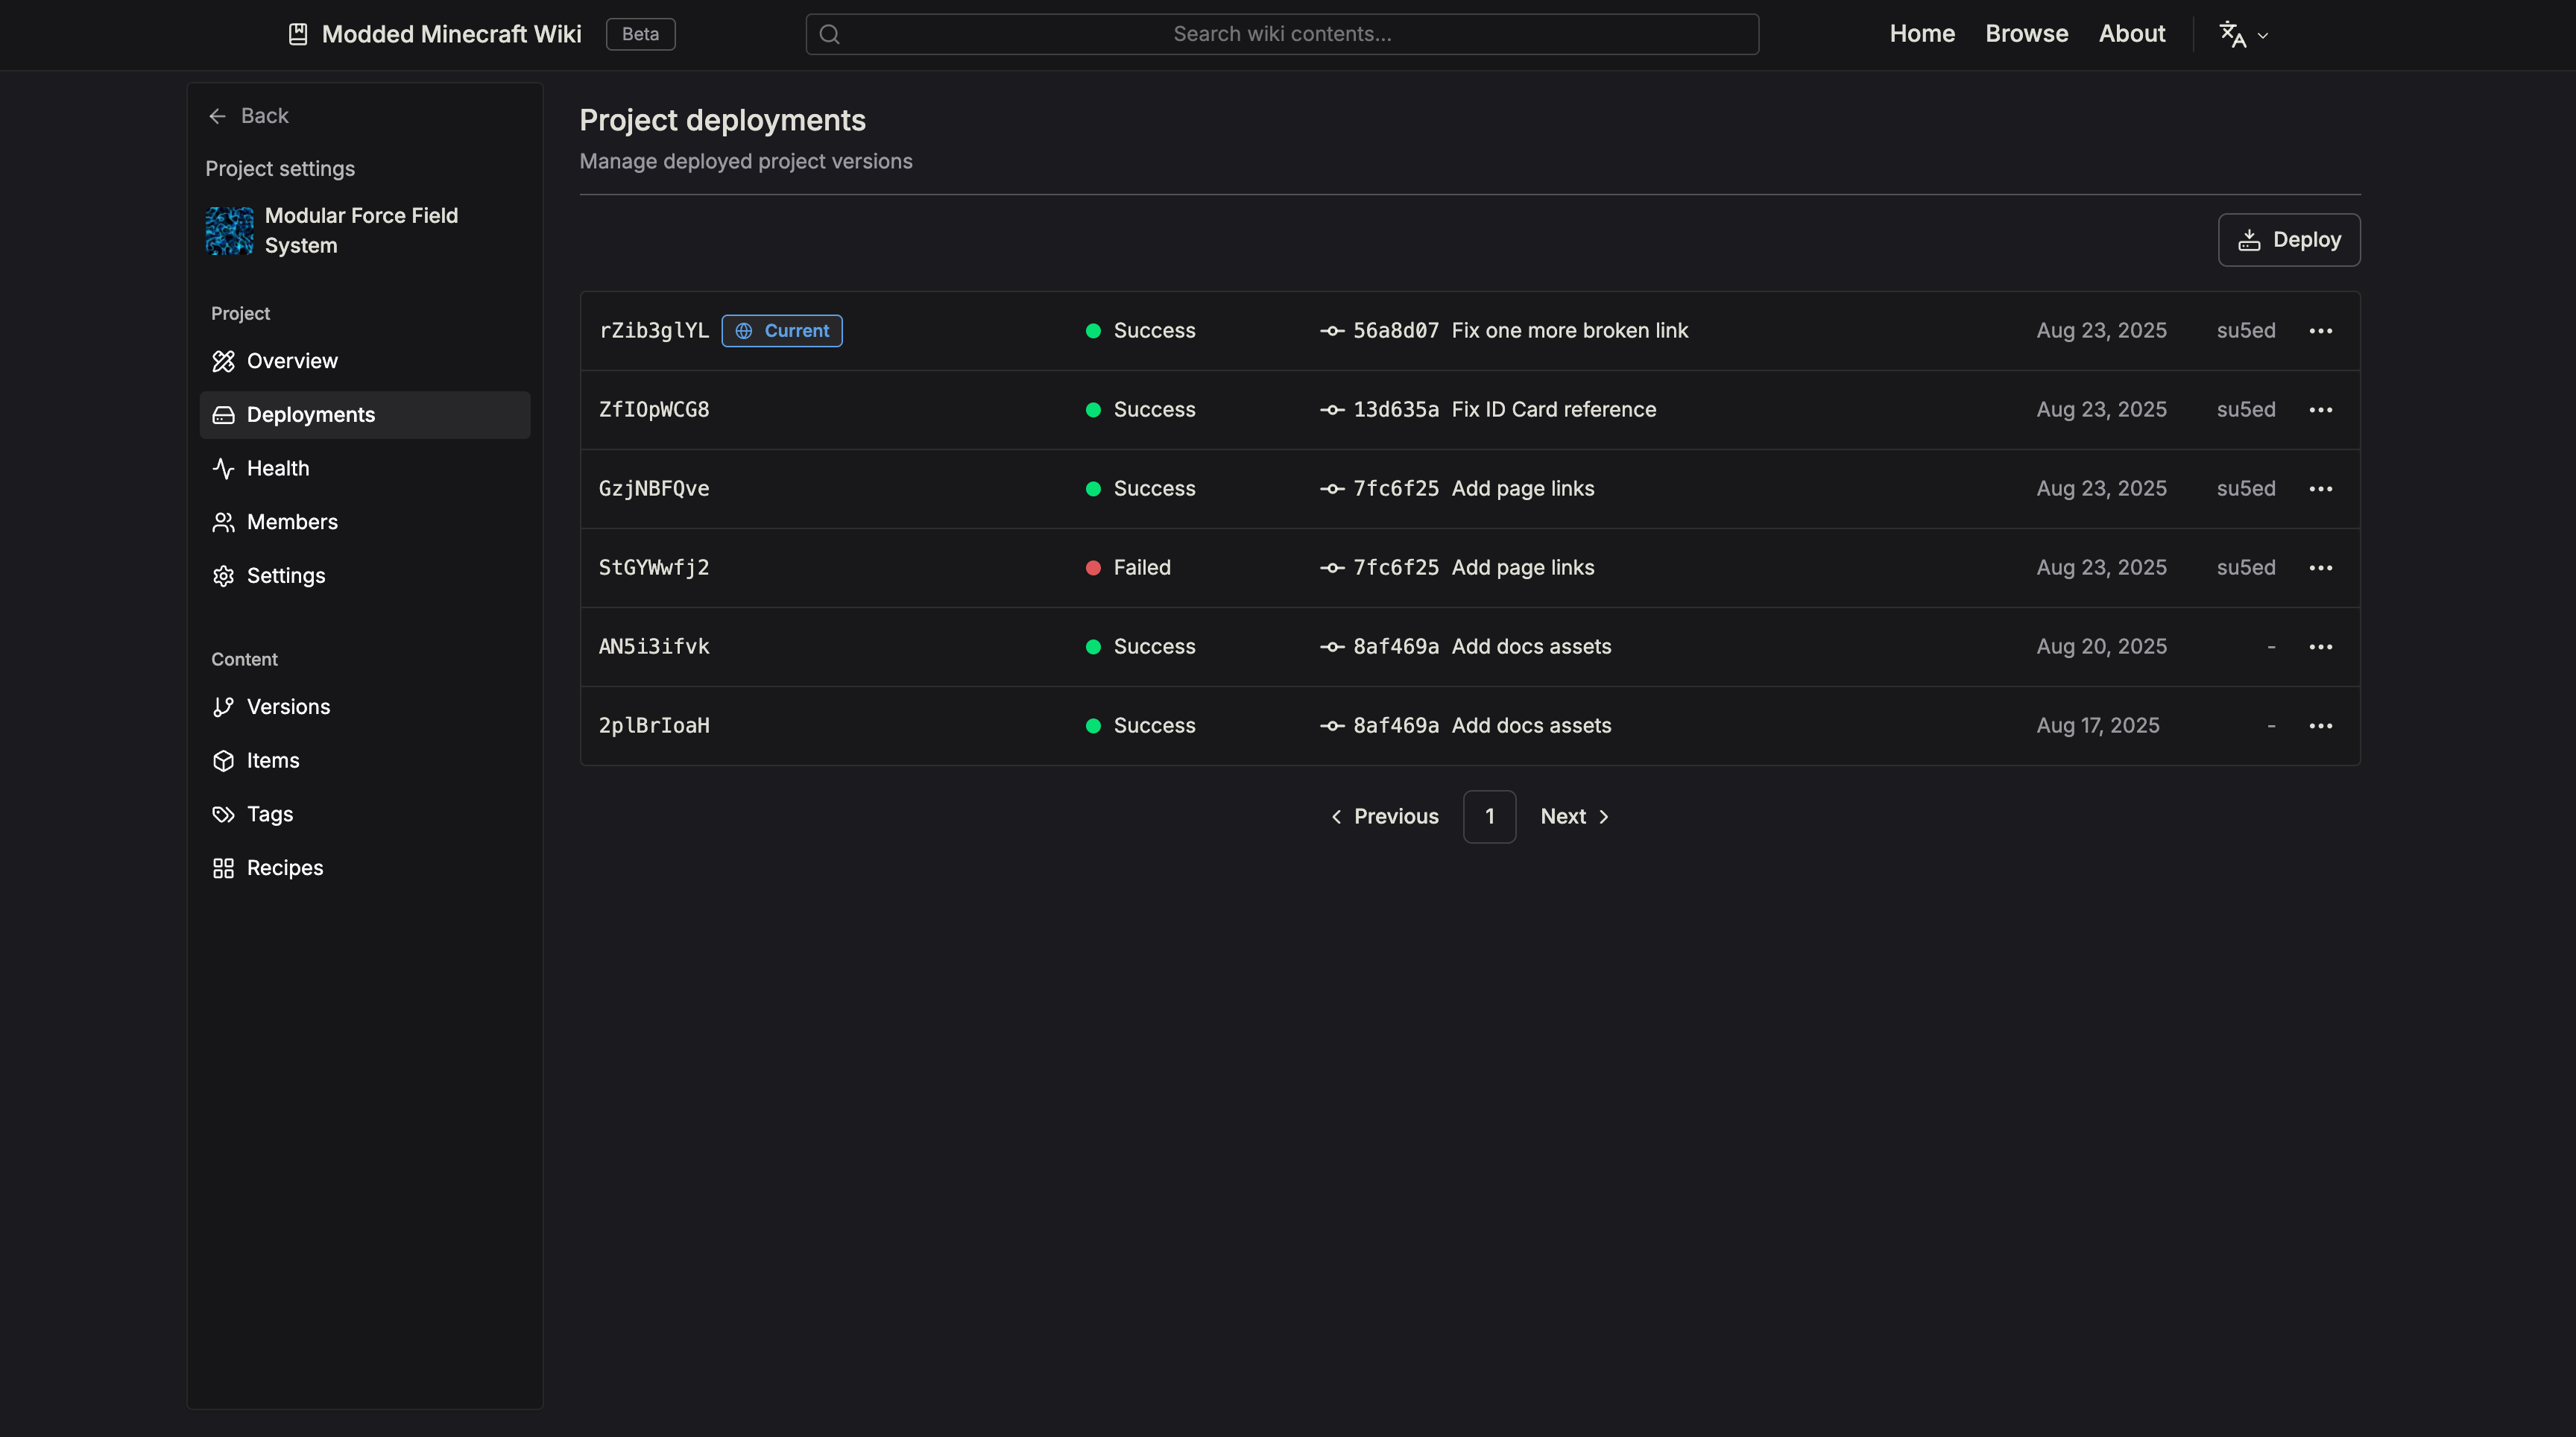 Modded Minecraft Wiki Beta Search wiki contents... Home Browse About
Back
Project settings
Modular Force Field
System
Project
Overview
Deployments
Health
Members
Settings
Content
Versions
Items
Tags
Recipes
Project deployments
Manage deployed project versions
Deploy
rZib3glYL Current Success 56a8d07 Fix one more broken link Aug 23, 2025 su5ed
ZfIOpWCG8 Success 13d635a Fix ID Card reference Aug 23, 2025 su5ed
GzjNBFQve Success 7fc6f25 Add page links Aug 23, 2025 su5ed
StGYWwfj2 Failed 7fc6f25 Add page links Aug 23, 2025 su5ed
AN5i3ifvk Success 8af469a Add docs assets Aug 20, 2025 -
2plBrIoaH Success 8af469a Add docs assets Aug 17, 2025 -
Previous 1 Next